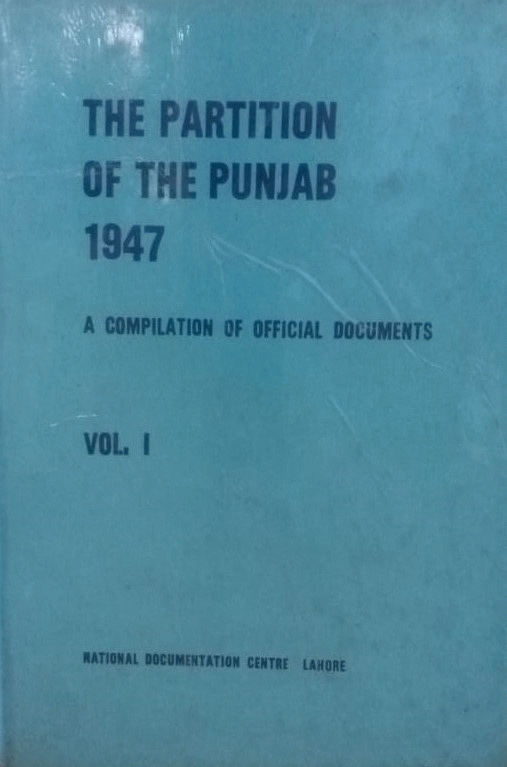 THE PARTITION
OF THE PUNJAB
1947
A COMPILATION OF OFFICIAL DOCUMENTS
VOL. I
NATIONAL DOCUMENTATION CENTRE LAHORE